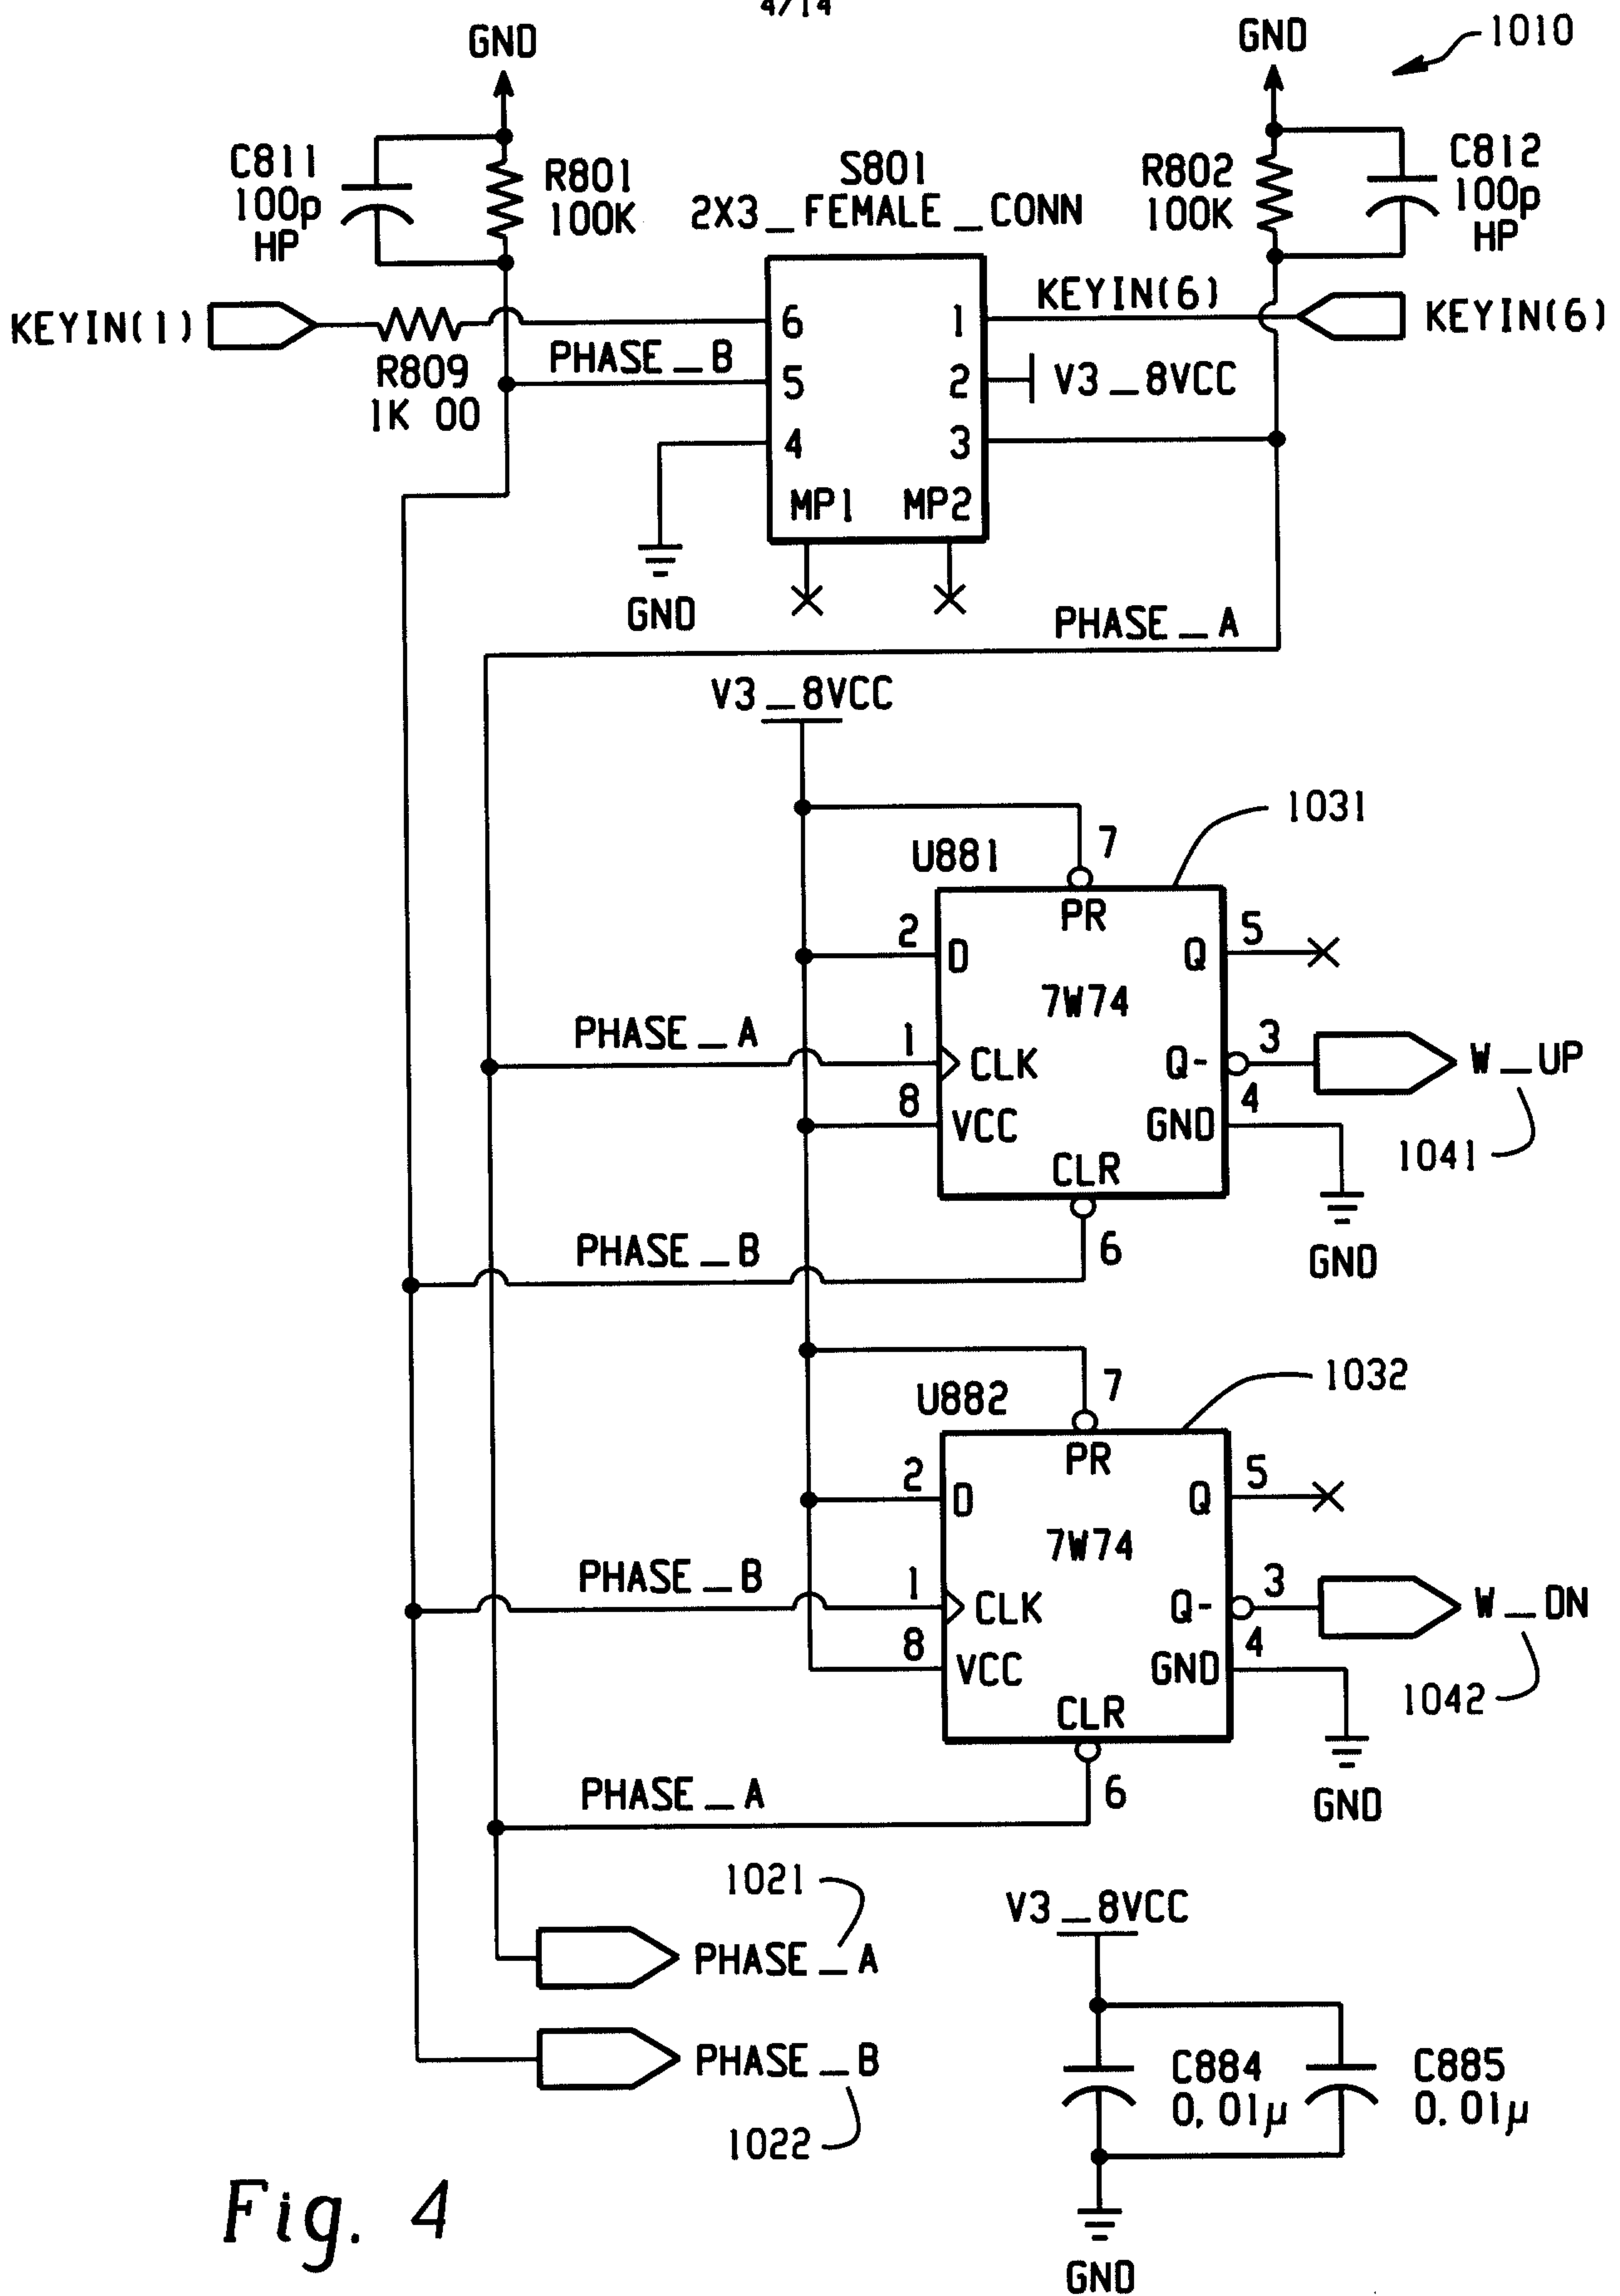 4/14
GND
GND
1010
C811
100p
HP
R801
100K
S801
2X3_FEMALE_CONN
R802
100K
C812
100p
HP
KEYIN(1)
R809
1K 00
PHASE_B
6
5
4
1
2
3
MP1
MP2
KEYIN(6)
KEYIN(6)
V3_8VCC
GND
PHASE_A
V3_8VCC
1031
U881
7
PR
2
D
Q
5
7W74
PHASE_A
1
CLK
Q-
3
W_UP
8
VCC
GND
4
1041
CLR
6
GND
PHASE_B
1032
U882
7
PR
2
D
Q
5
7W74
PHASE_B
1
CLK
Q-
3
W_DN
8
VCC
GND
4
1042
CLR
6
GND
PHASE_A
1021
PHASE_A
PHASE_B
1022
V3_8VCC
C884
0,01µ
C885
0.01µ
GND
Fig. 4